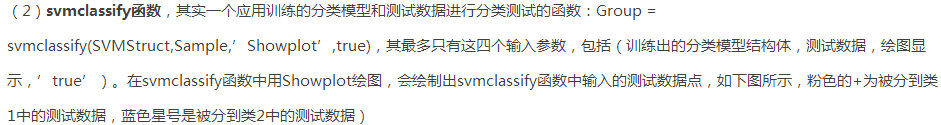 （2）svmclassify函数，其实一个应用训练的分类模型和测试数据进行分类测试的函数：Group =
svmclassify(SVMStruct,Sample,’Showplot’,true)，其最多只有这四个输入参数，包括（训练出的分类模型结构体，测试数据，绘图显
示，’true’）。在svmclassify函数中用Showplot绘图，会绘制出svmclassify函数中输入的测试数据点，如下图所示，粉色的+为被分到类
1中的测试数据，蓝色星号是被分到类2中的测试数据）